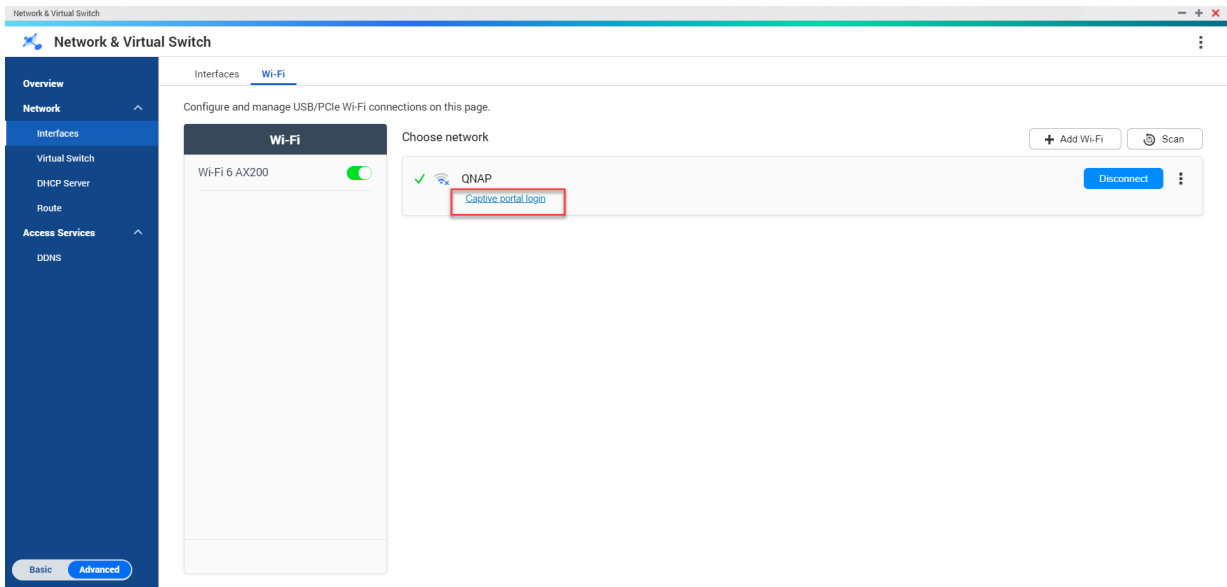 Network & Virtual Switch
Network & Virtual Switch
Overview
Network
Interfaces
Virtual Switch
DHCP Server
Route
Access Services
DDNS
Basic
Advanced
Interfaces
Wi-Fi
Configure and manage USB/PCIe Wi-Fi connections on this page.
Wi-Fi
Wi-Fi 6 AX200
Choose network
+ Add Wi-Fi
Scan
QNAP
Captive portal login
Disconnect